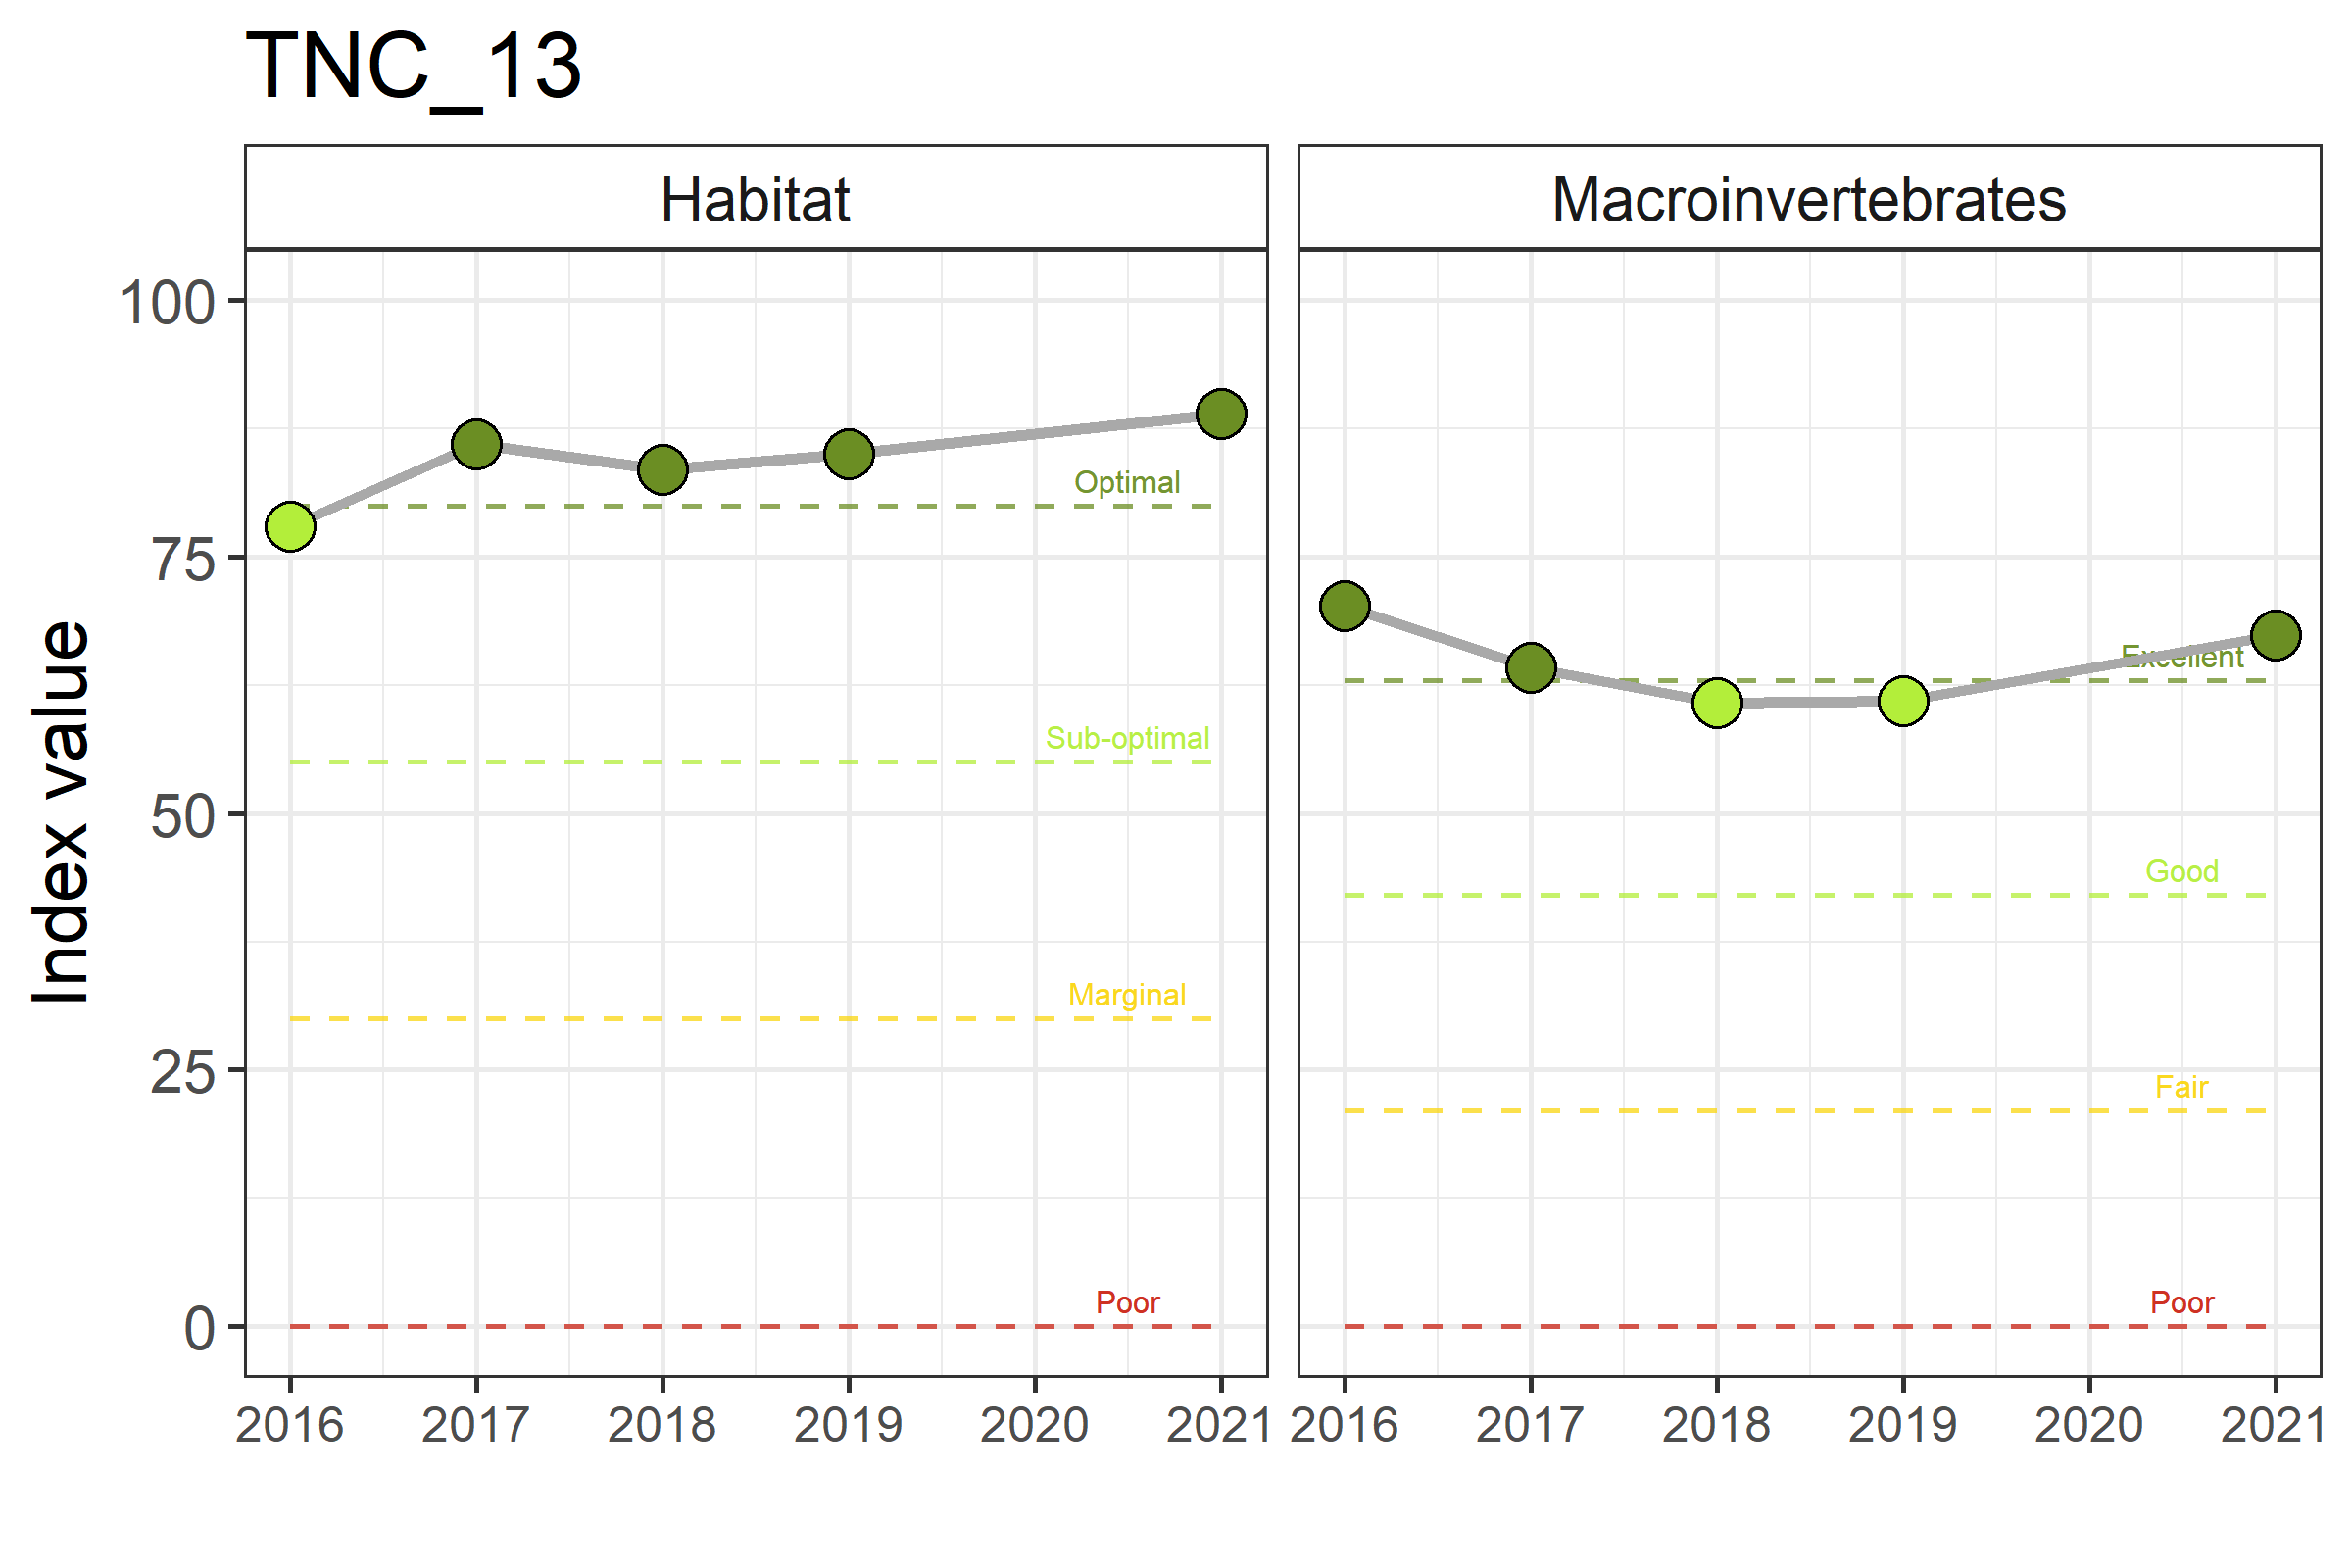 TNC_13
Habitat
Macroinvertebrates
Index value
100
75
50
25
0
Optimal
Sub-optimal
Marginal
Poor
Excellent
Good
Fair
Poor
2016 2017 2018 2019 2020 2021
2016 2017 2018 2019 2020 2021